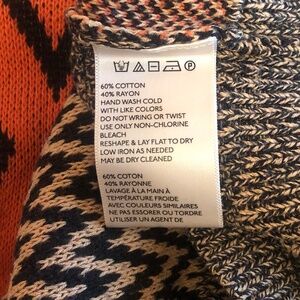 60% COTTON
40% RAYON
HAND WASH COLD
WITH LIKE COLORS
DO NOT WRING OR TWIST
USE ONLY NON-CHLORINE
BLEACH
RESHAPE & LAY FLAT TO DRY
LOW IRON AS NEEDED
MAY BE DRY CLEANED
60% COTON
40% RAYONNE
LAVAGE À LA MAIN À
TEMPÉRATURE FROIDE
AVEC COULEURS SIMILAIRES
NE PAS ESSORER OU TORDRE
UTILISER UN AGENT DE